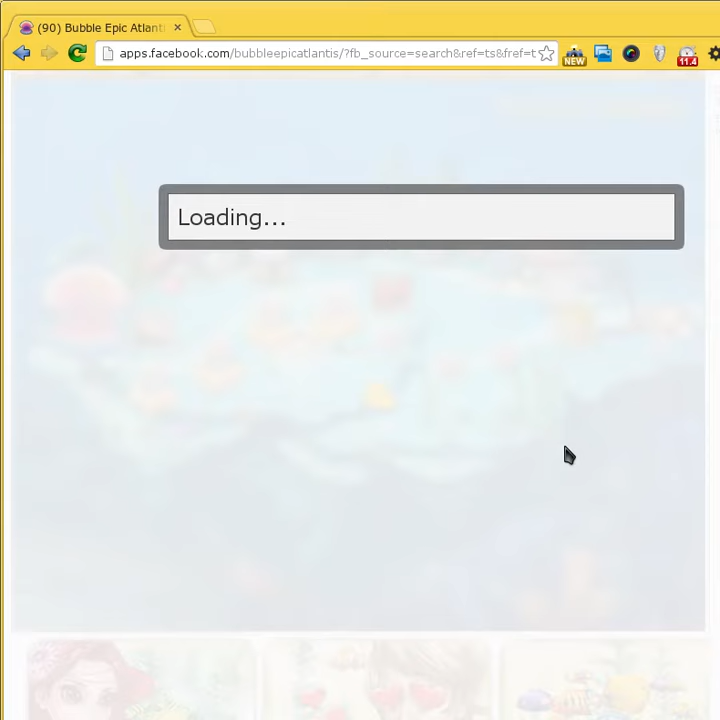 (90) Bubble Epic Atlanti
apps.facebook.com/bubbleepicatlantis/?fb_source=search&ref=ts&fref=t
NEW
11.4
Loading...